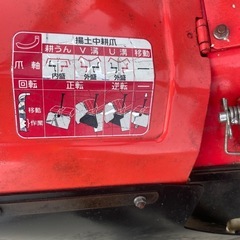 揚土中耕爪
耕うん V溝 U溝 移動
爪軸 内盛 外盛 外盛 —
回転 正転 逆転 —
移動
作業